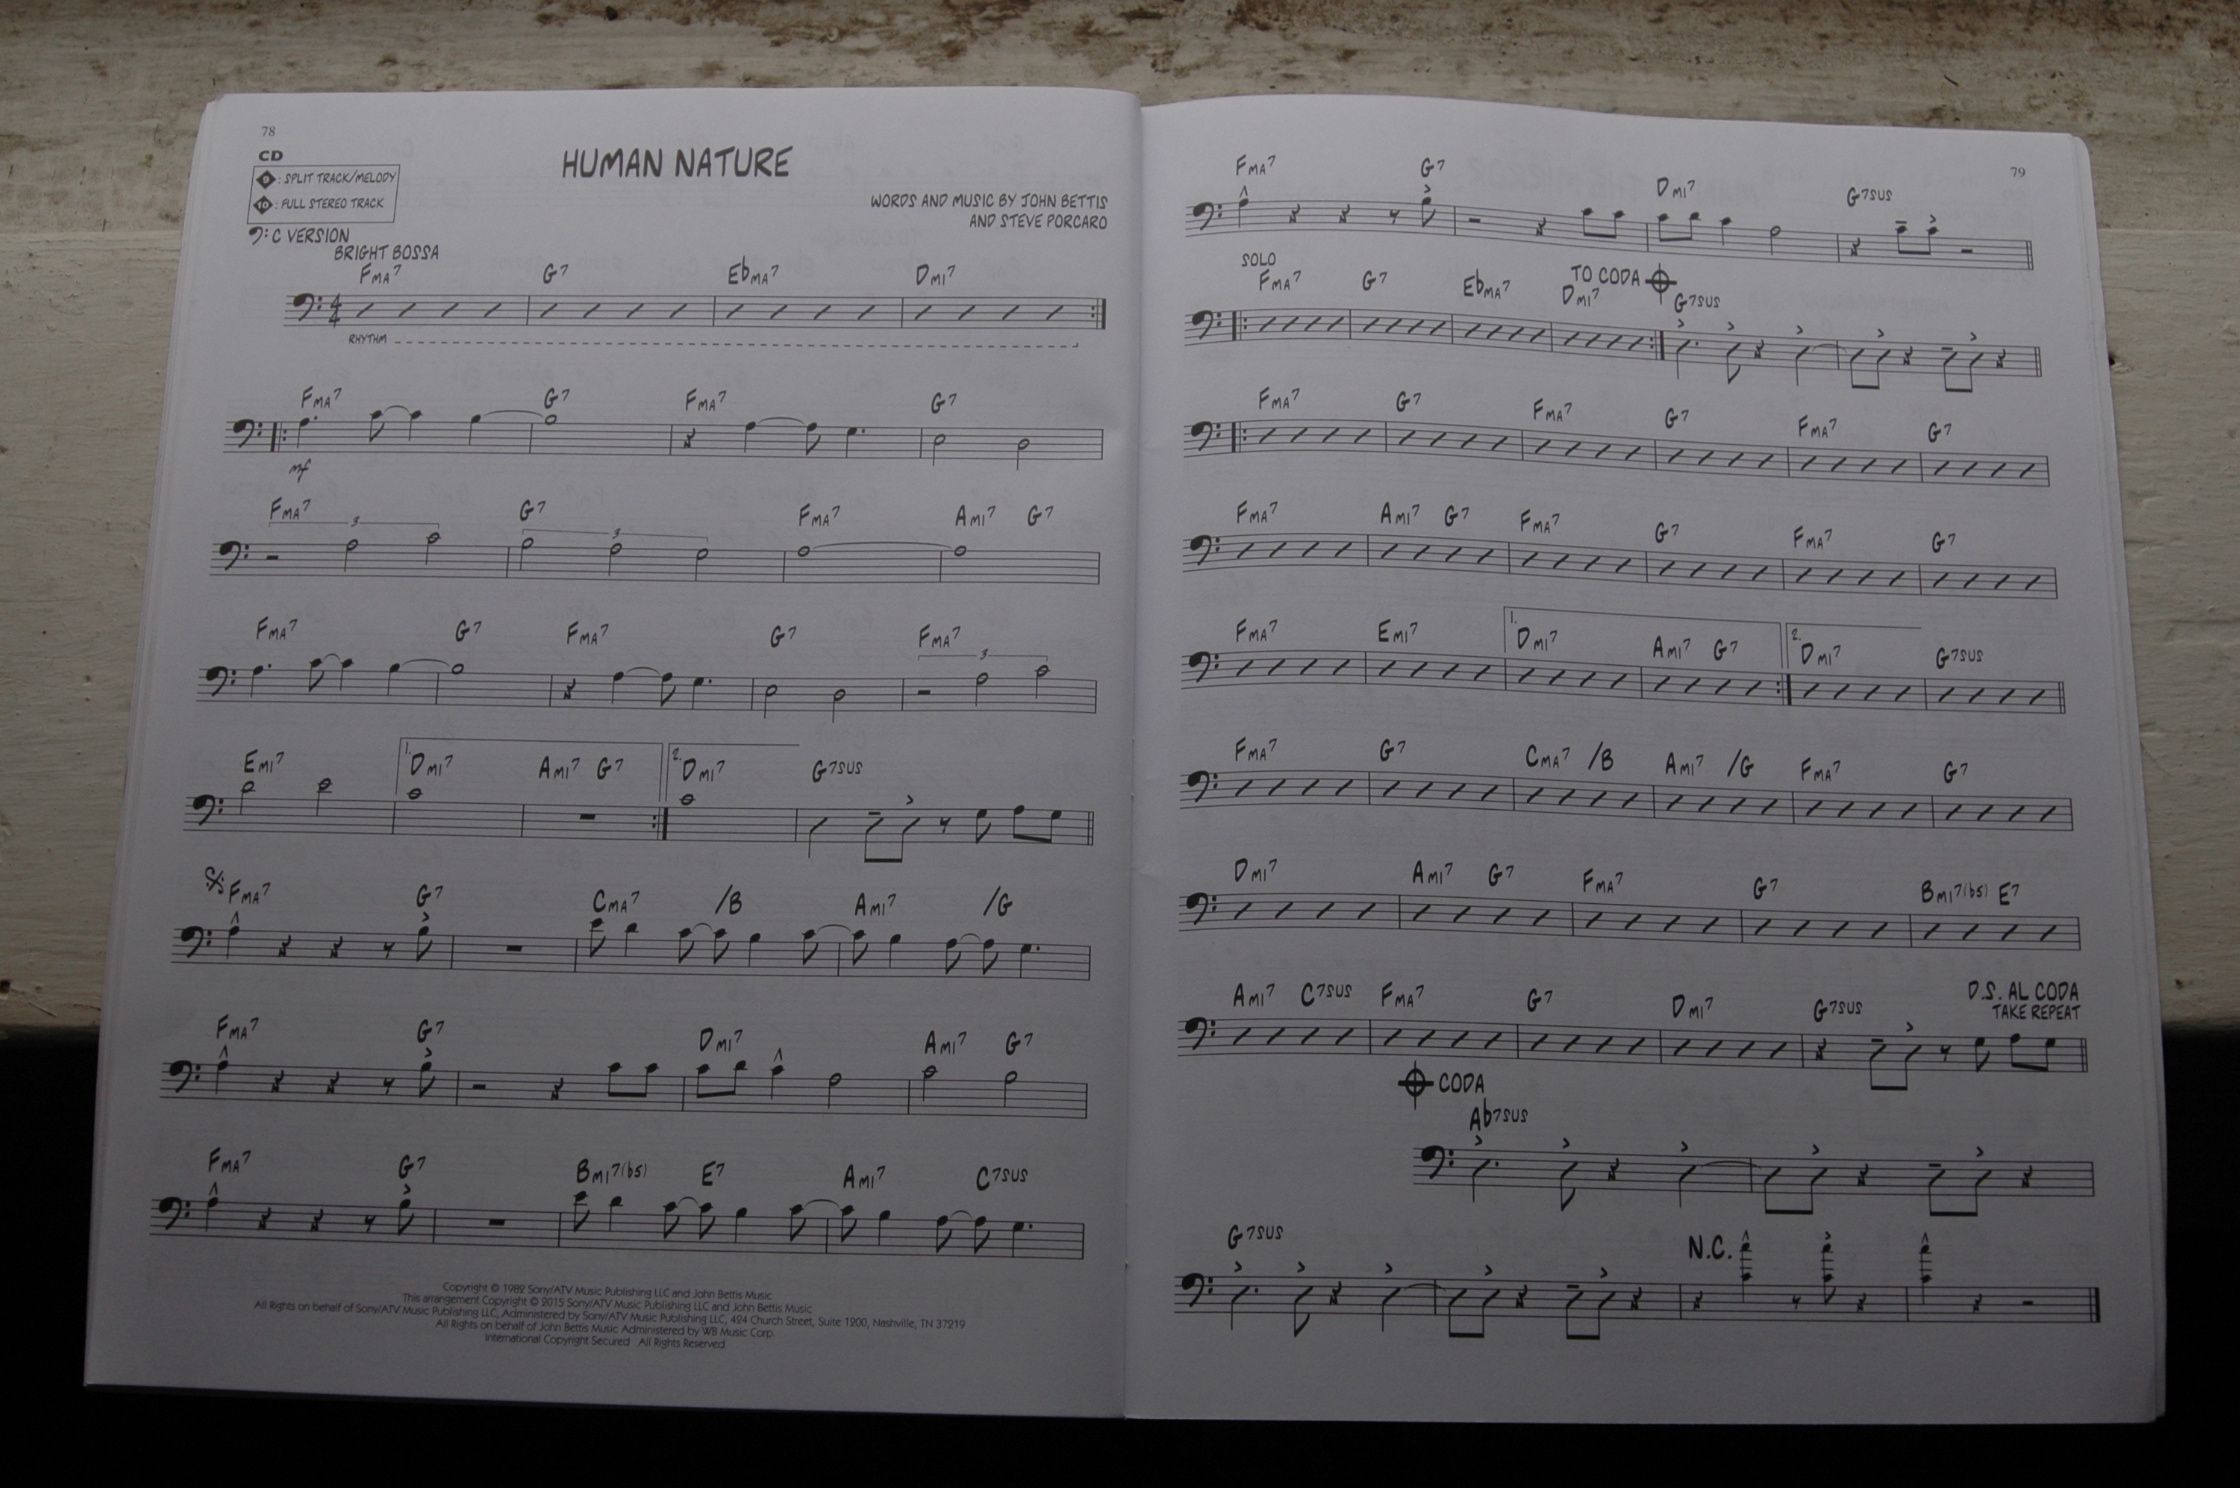 78
CD
9 : SPLIT TRACK/MELODY
10 : FULL STEREO TRACK
HUMAN NATURE
WORDS AND MUSIC BY JOHN BETTIS
AND STEVE PORCARO
C VERSION
BRIGHT BOSSA
FMA7 G7 EbMA7 DMI7
4/4
RHYTHM
FMA7 G7 FMA7 G7
mf
FMA7 G7 FMA7 AMI7 G7
3 3
FMA7 G7 FMA7 G7 FMA7
3
EMI7 1. DMI7 AMI7 G7 2. DMI7 G7SUS
FMA7 G7 CMA7 /B AMI7 /G
FMA7 G7 DMI7 AMI7 G7
FMA7 G7 BMI7(b5) E7 AMI7 C7SUS
Copyright © 1982 Sony/ATV Music Publishing LLC and John Bettis Music
This arrangement Copyright © 2015 Sony/ATV Music Publishing LLC and John Bettis Music
All Rights on behalf of Sony/ATV Music Publishing LLC, Administered by Sony/ATV Music Publishing LLC, 424 Church Street, Suite 1200, Nashville, TN 37219
All Rights on behalf of John Bettis Music Administered by WB Music Corp.
International Copyright Secured All Rights Reserved
79
FMA7 G7 DMI7 G7SUS
SOLO
TO CODA
FMA7 G7 EbMA7 DMI7 G7SUS
FMA7 G7 FMA7 G7 FMA7 G7
FMA7 AMI7 G7 FMA7 G7 FMA7 G7
FMA7 EMI7 1. DMI7 AMI7 G7 2. DMI7 G7SUS
FMA7 G7 CMA7 /B AMI7 /G FMA7 G7
DMI7 AMI7 G7 FMA7 G7 BMI7(b5) E7
D.S. AL CODA
TAKE REPEAT
AMI7 C7SUS FMA7 G7 DMI7 G7SUS
CODA
Ab7SUS
G7SUS N.C.